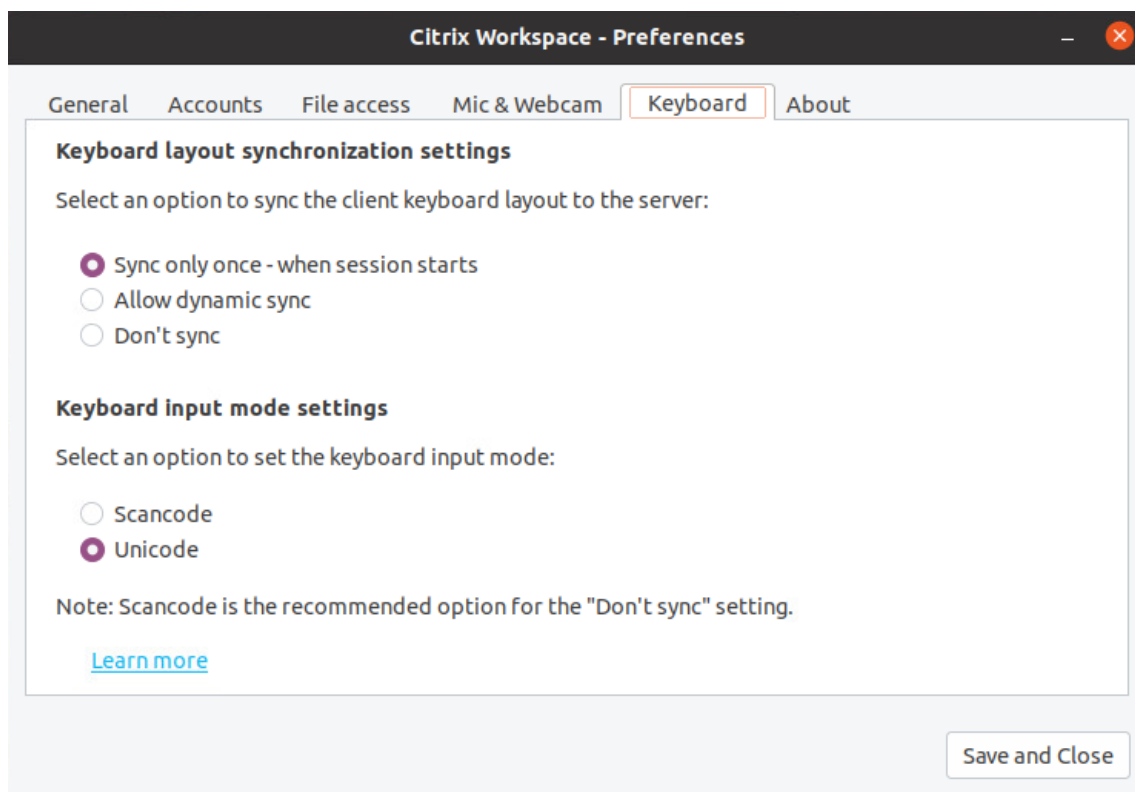 Citrix Workspace - Preferences
General Accounts File access Mic & Webcam Keyboard About
Keyboard layout synchronization settings
Select an option to sync the client keyboard layout to the server:
Sync only once - when session starts
Allow dynamic sync
Don't sync
Keyboard input mode settings
Select an option to set the keyboard input mode:
Scancode
Unicode
Note: Scancode is the recommended option for the "Don't sync" setting.
Learn more
Save and Close